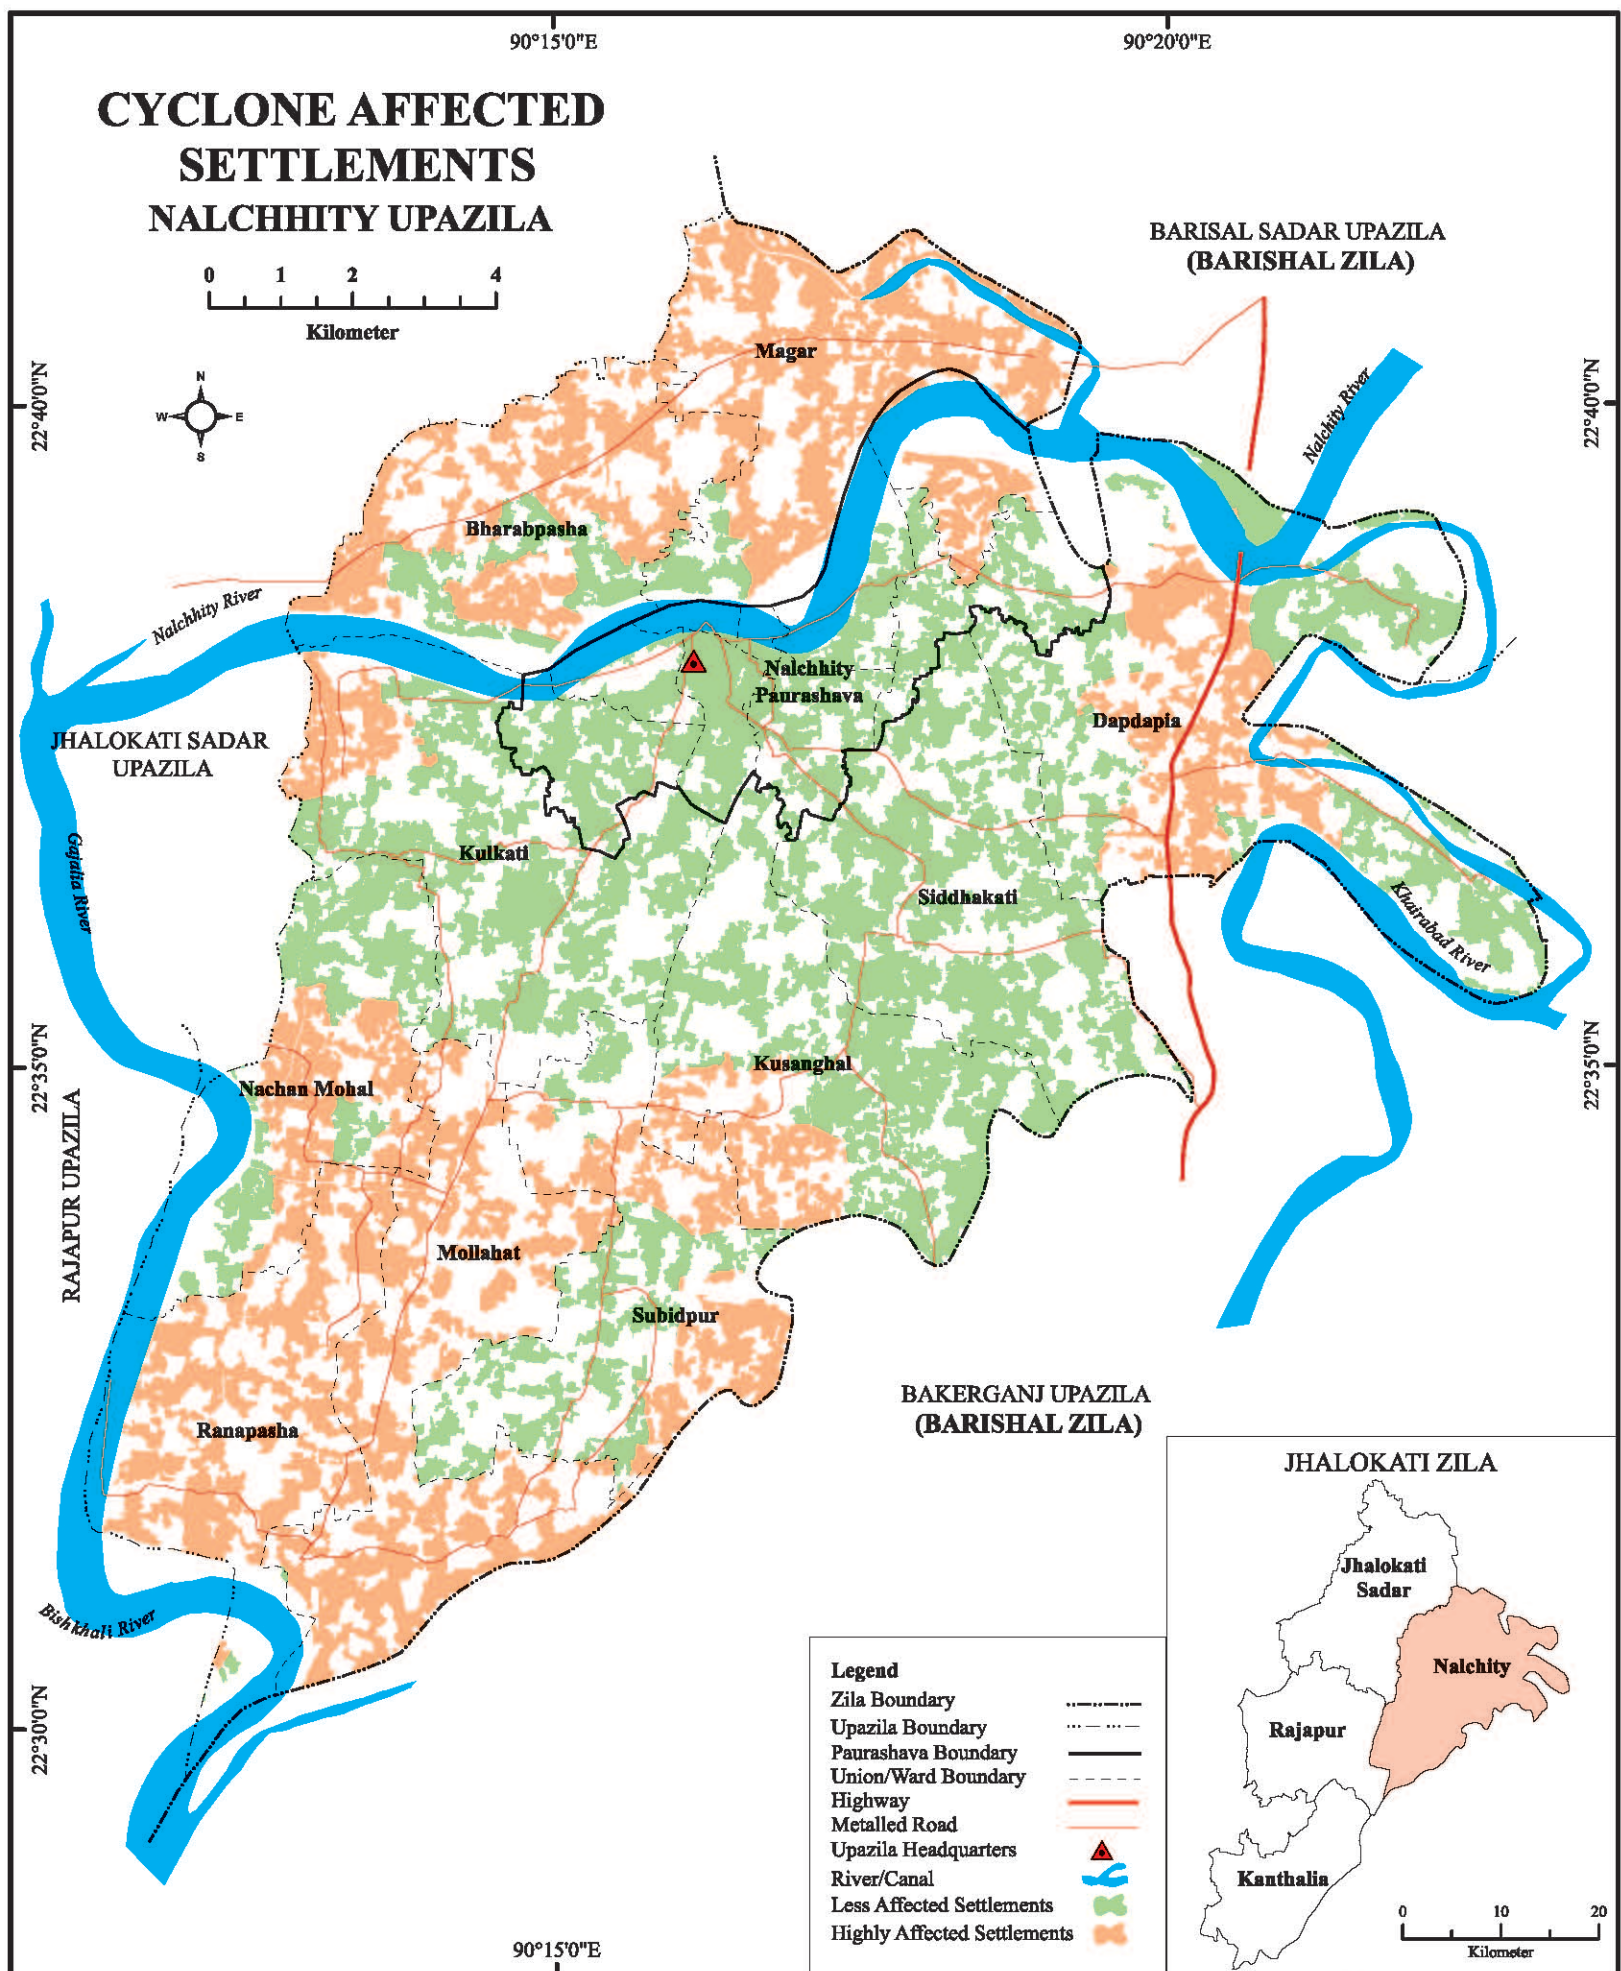 90°15'0"E
90°20'0"E
CYCLONE AFFECTED
SETTLEMENTS
NALCHHITY UPAZILA
0 1 2 4
Kilometer
N
W E
S
BARISAL SADAR UPAZILA
(BARISHAL ZILA)
22°40'0"N
22°40'0"N
Magar
Nalchity River
Bharabpasha
Nalchhity River
Nalchhity
Paurashava
Dapdapia
JHALOKATI SADAR
UPAZILA
Gajalia River
Kulkati
Siddhakati
Khairabad River
22°35'0"N
22°35'0"N
Kusanghal
Nachan Mohal
RAJAPUR UPAZILA
Mollahat
Subidpur
Ranapasha
BAKERGANJ UPAZILA
(BARISHAL ZILA)
Bishkhali River
22°30'0"N
90°15'0"E
Legend
Zila Boundary
Upazila Boundary
Paurashava Boundary
Union/Ward Boundary
Highway
Metalled Road
Upazila Headquarters
River/Canal
Less Affected Settlements
Highly Affected Settlements
JHALOKATI ZILA
Jhalokati
Sadar
Nalchity
Rajapur
Kanthalia
0 10 20
Kilometer